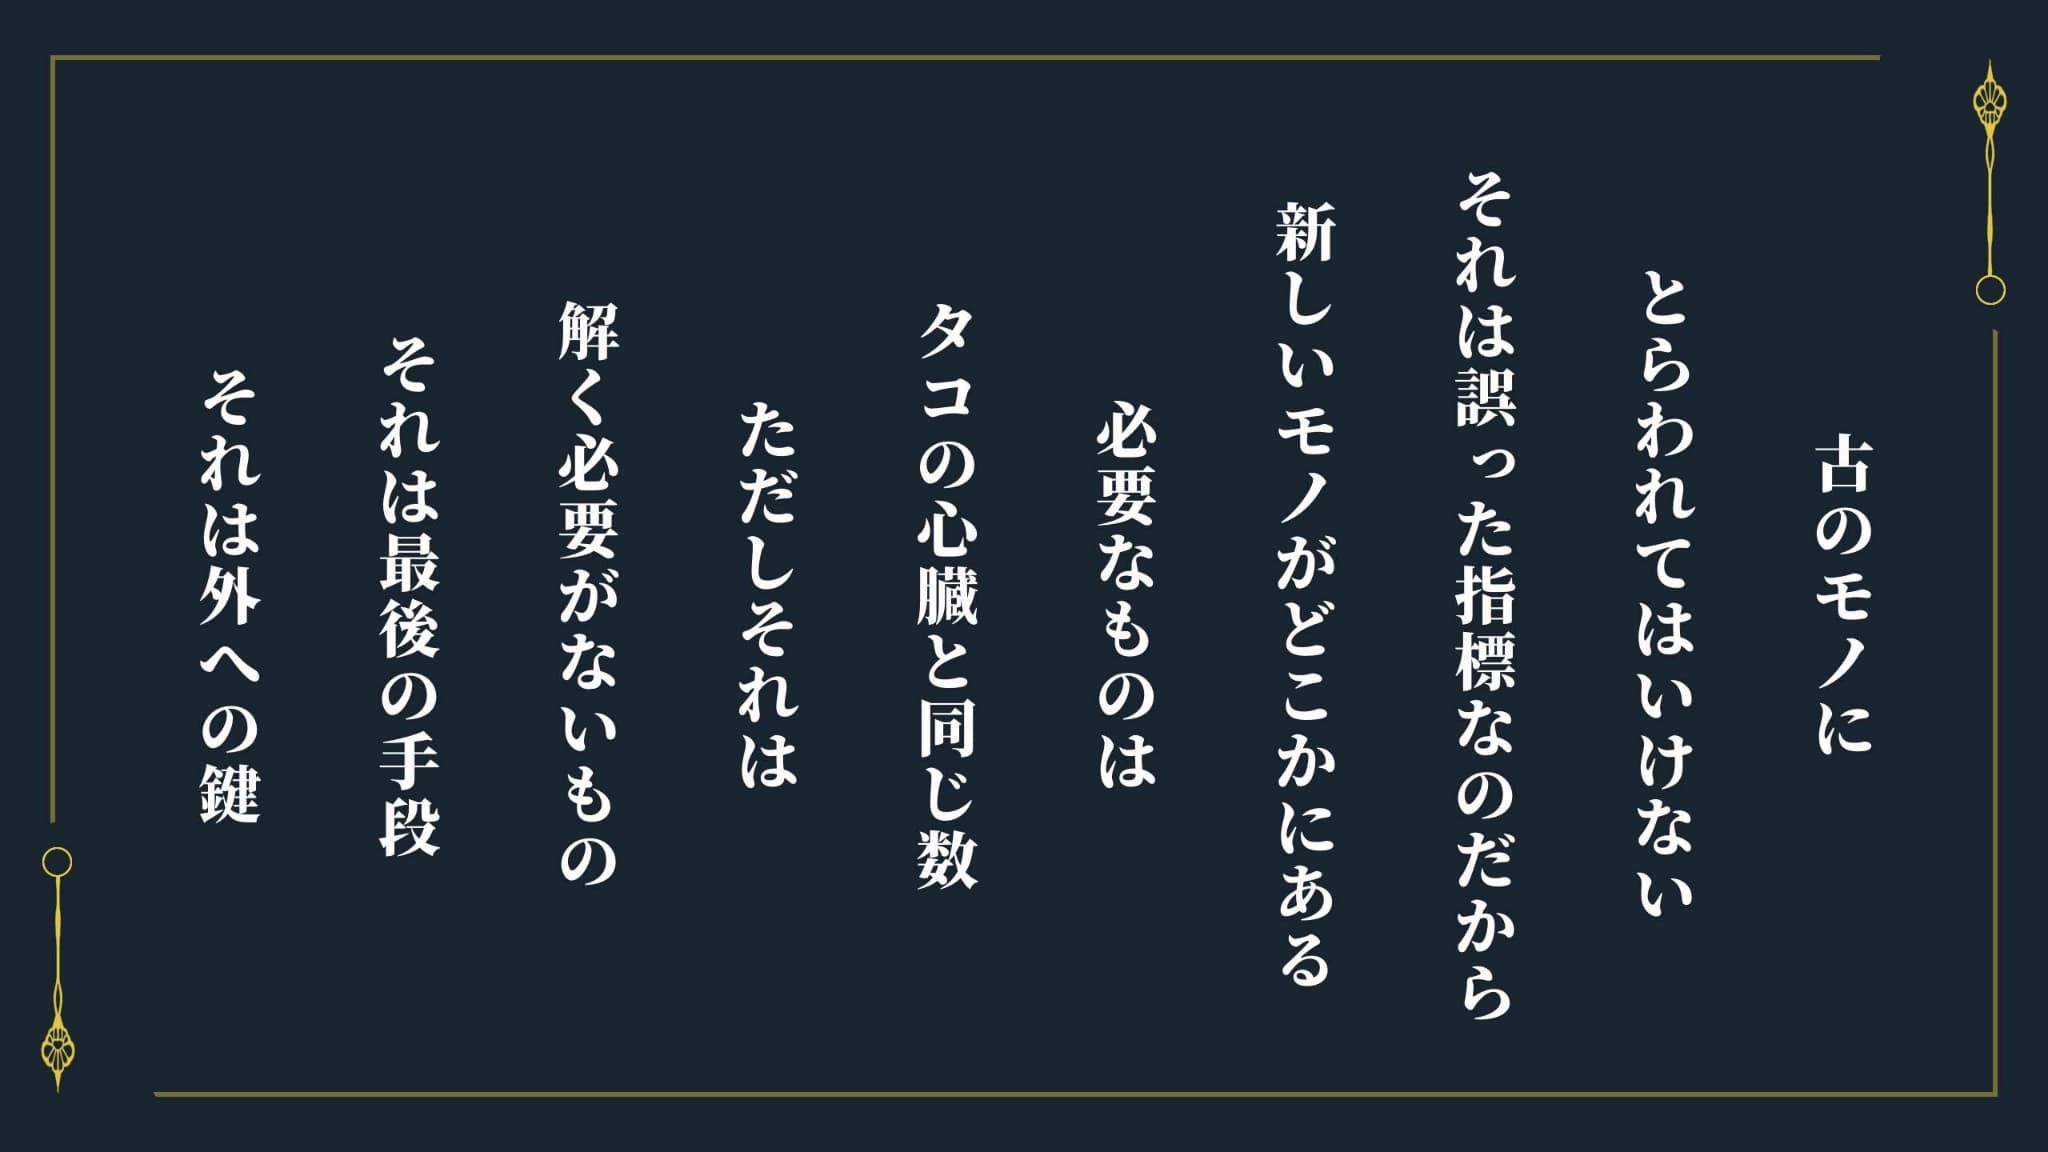 古のモノに
とらわれてはいけない
それは誤った指標なのだから
新しいモノがどこかにある
必要なものは
タコの心臓と同じ数
ただしそれは
解く必要がないもの
それは最後の手段
それは外への鍵